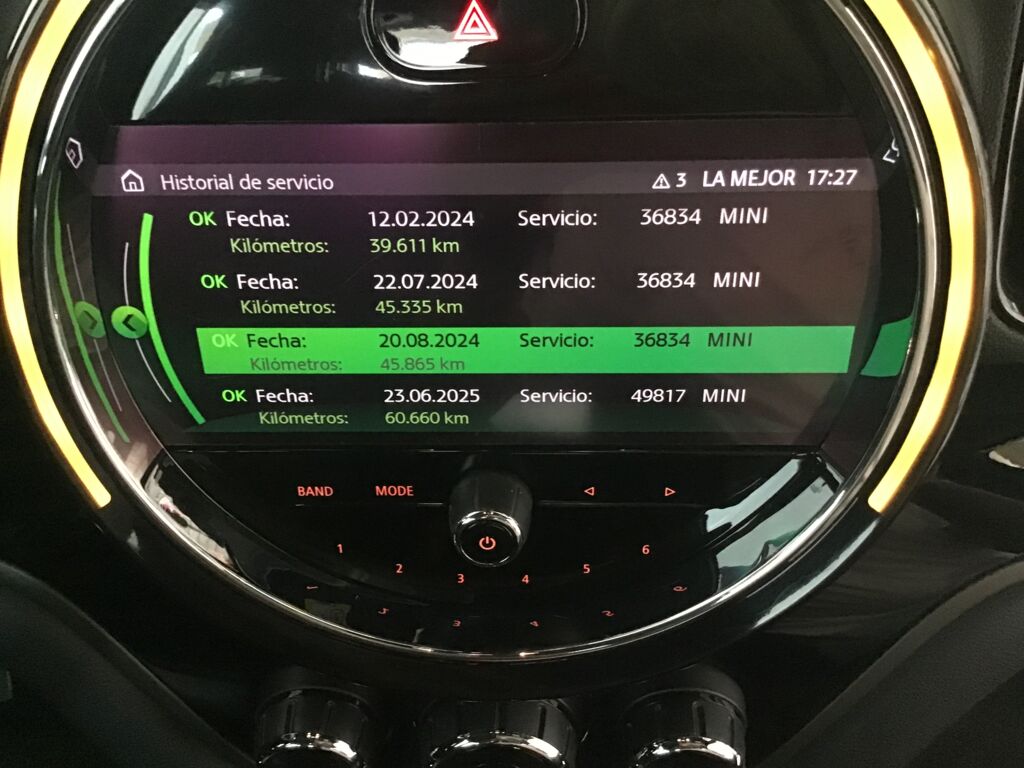 Historial de servicio 3 LA MEJOR 17:27
OK Fecha: 12.02.2024 Servicio: 36834 MINI
Kilómetros: 39.611 km
OK Fecha: 22.07.2024 Servicio: 36834 MINI
Kilómetros: 45.335 km
OK Fecha: 20.08.2024 Servicio: 36834 MINI
Kilómetros: 45.865 km
OK Fecha: 23.06.2025 Servicio: 49817 MINI
Kilómetros: 60.660 km
BAND MODE
1 2 3 4 5 6